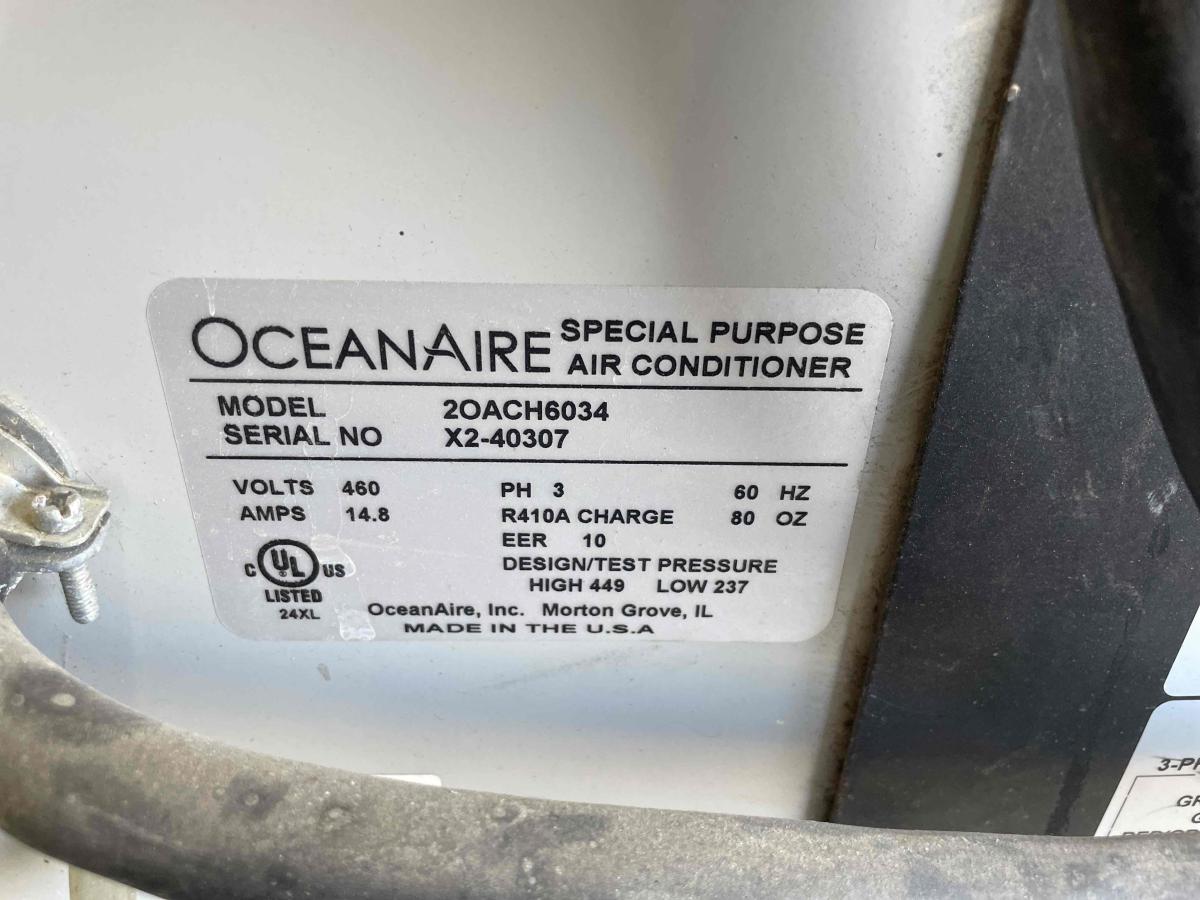 OCEANAIRE SPECIAL PURPOSE AIR CONDITIONER
MODEL 2OACH6034
SERIAL NO X2-40307
VOLTS 460 PH 3 60 HZ
AMPS 14.8 R410A CHARGE 80 OZ
EER 10
DESIGN/TEST PRESSURE
HIGH 449 LOW 237
C UL US
LISTED
24XL
OceanAire, Inc. Morton Grove, IL
MADE IN THE U.S.A